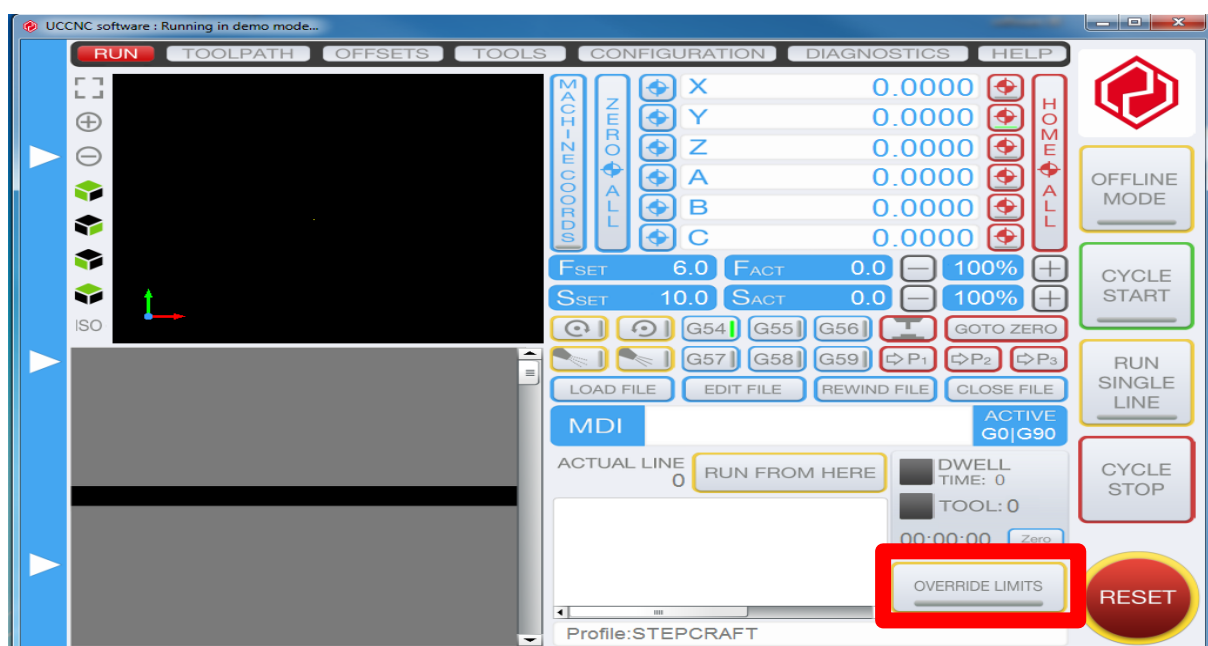 UCCNC software : Running in demo mode...
RUN TOOLPATH OFFSETS TOOLS CONFIGURATION DIAGNOSTICS HELP
MACHINE COORDS
ZERO ALL
X 0.0000
Y 0.0000
Z 0.0000
A 0.0000
B 0.0000
C 0.0000
HOME ALL
ISO
FSET 6.0 FACT 0.0 100%
SSET 10.0 SACT 0.0 100%
G54 G55 G56 GOTO ZERO
G57 G58 G59 P1 P2 P3
LOAD FILE EDIT FILE REWIND FILE CLOSE FILE
MDI ACTIVE
G0|G90
ACTUAL LINE
0
RUN FROM HERE
DWELL
TIME: 0
TOOL: 0
00:00:00 Zero
OVERRIDE LIMITS
Profile:STEPCRAFT
OFFLINE
MODE
CYCLE
START
RUN
SINGLE
LINE
CYCLE
STOP
RESET